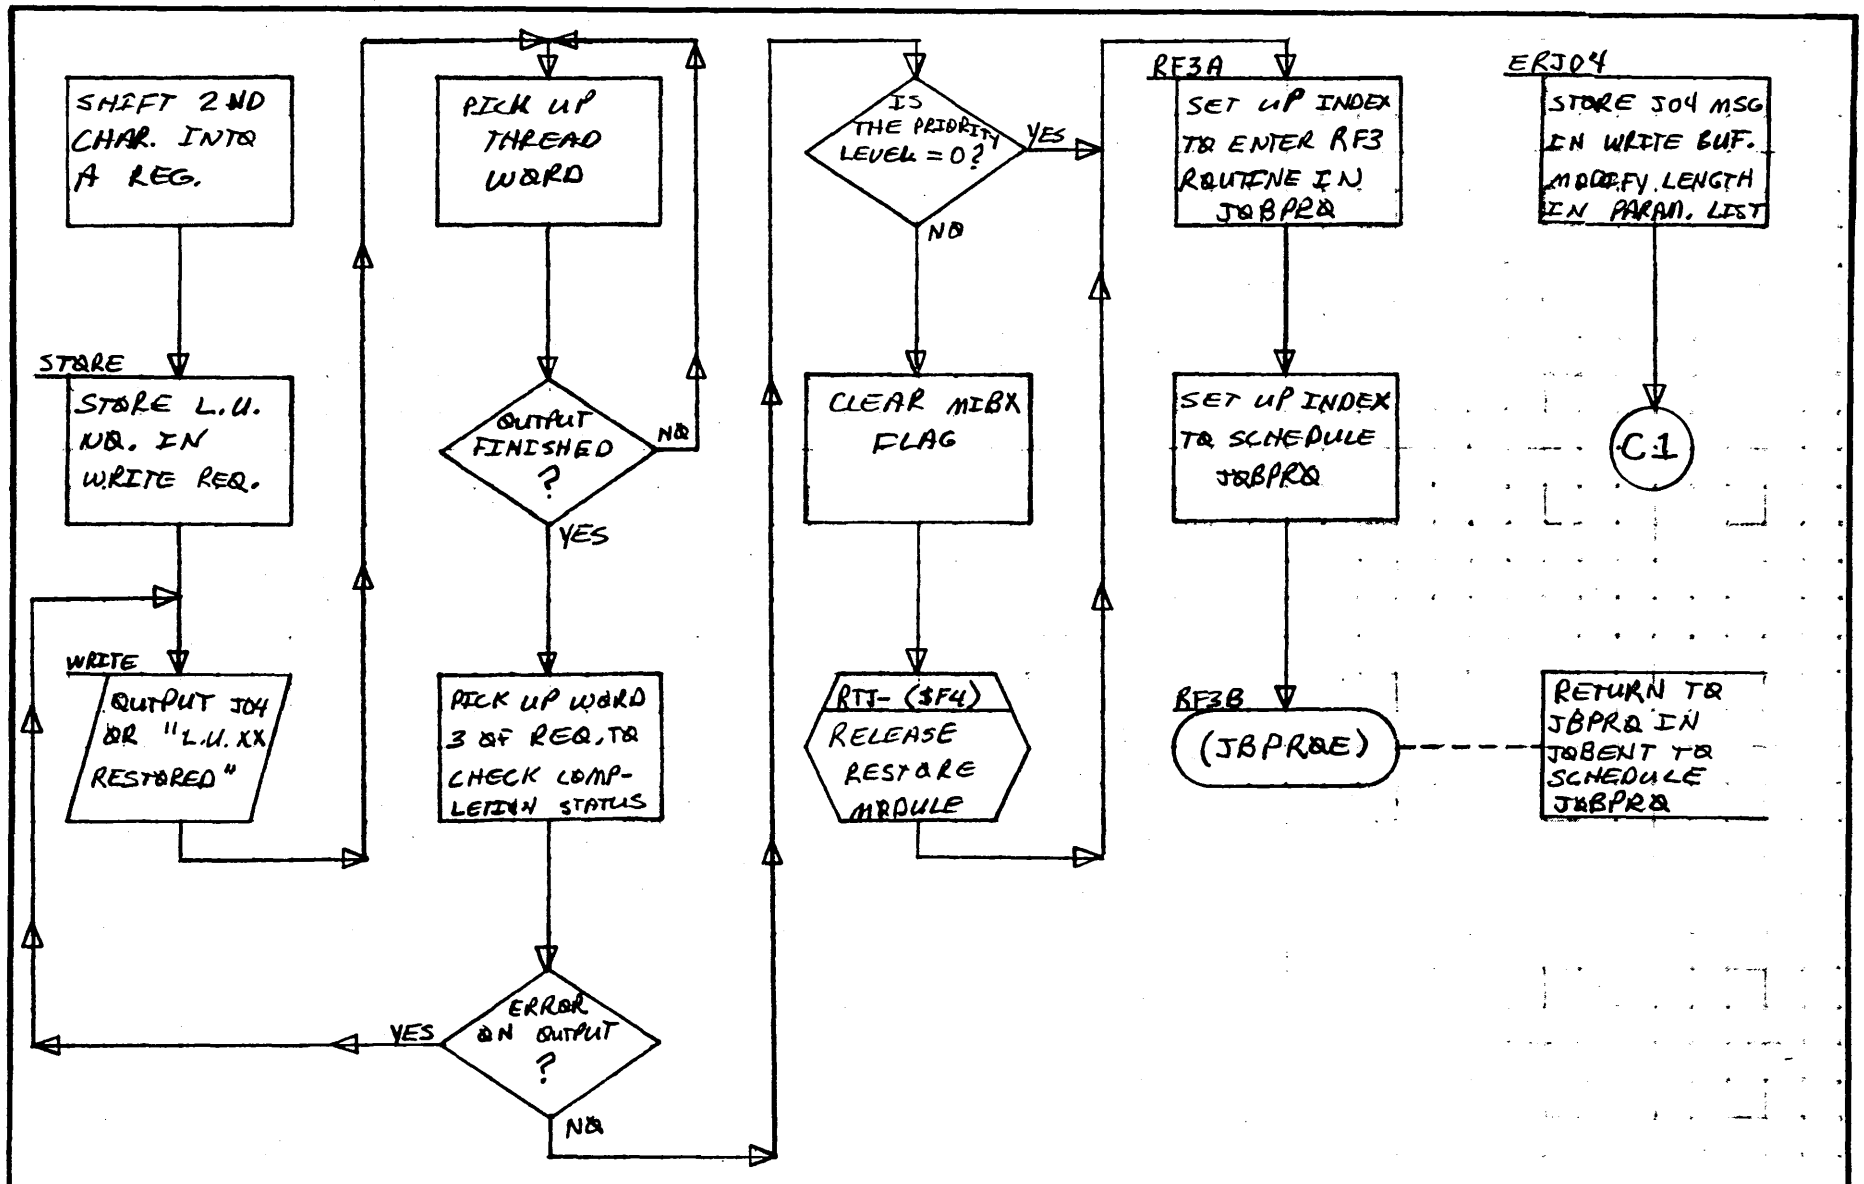 SHIFT 2ND
CHAR. INTO
A REG.
STORE
STORE L.U.
NO. IN
WRITE REQ.
WRITE
OUTPUT J04
OR "L.U. XX
RESTORED"
PICK UP
THREAD
WORD
OUTPUT
FINISHED
?
NO
YES
PICK UP WORD
3 OF REQ. TO
CHECK COMP-
LETION STATUS
ERROR
ON OUTPUT
?
YES
NO
IS
THE PRIORITY
LEVEL = 0?
YES
NO
CLEAR MIBX
FLAG
RTJ- ($F4)
RELEASE
RESTORE
MODULE
RF3A
SET UP INDEX
TO ENTER RF3
ROUTINE IN
JOBPRO
SET UP INDEX
TO SCHEDULE
JOBPRO
RF3B
(JBPROE)
RETURN TO
JBPRO IN
JOBENT TO
SCHEDULE
JOBPRO
ERJ04
STORE J04 MSG
IN WRITE BUF.
MODIFY LENGTH
IN PARAM. LIST
C1